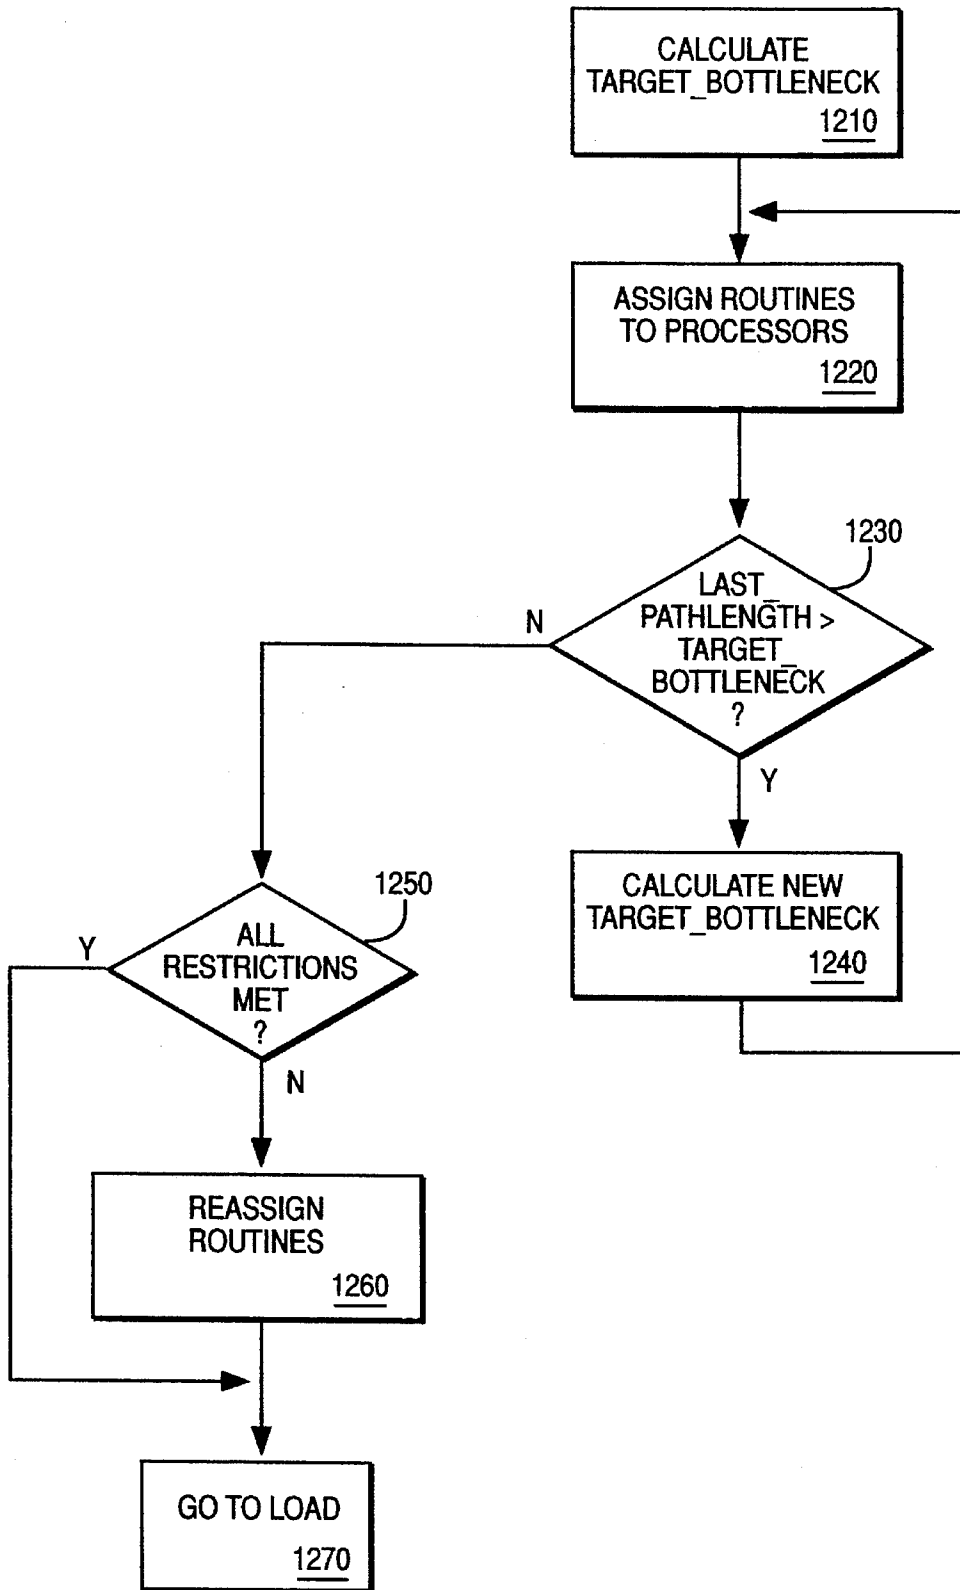 CALCULATE
TARGET_BOTTLENECK
1210
ASSIGN ROUTINES
TO PROCESSORS
1220
1230
LAST_
PATHLENGTH >
TARGET_
BOTTLENECK
?
N
Y
CALCULATE NEW
TARGET_BOTTLENECK
1240
1250
ALL
RESTRICTIONS
MET
?
Y
N
REASSIGN
ROUTINES
1260
GO TO LOAD
1270